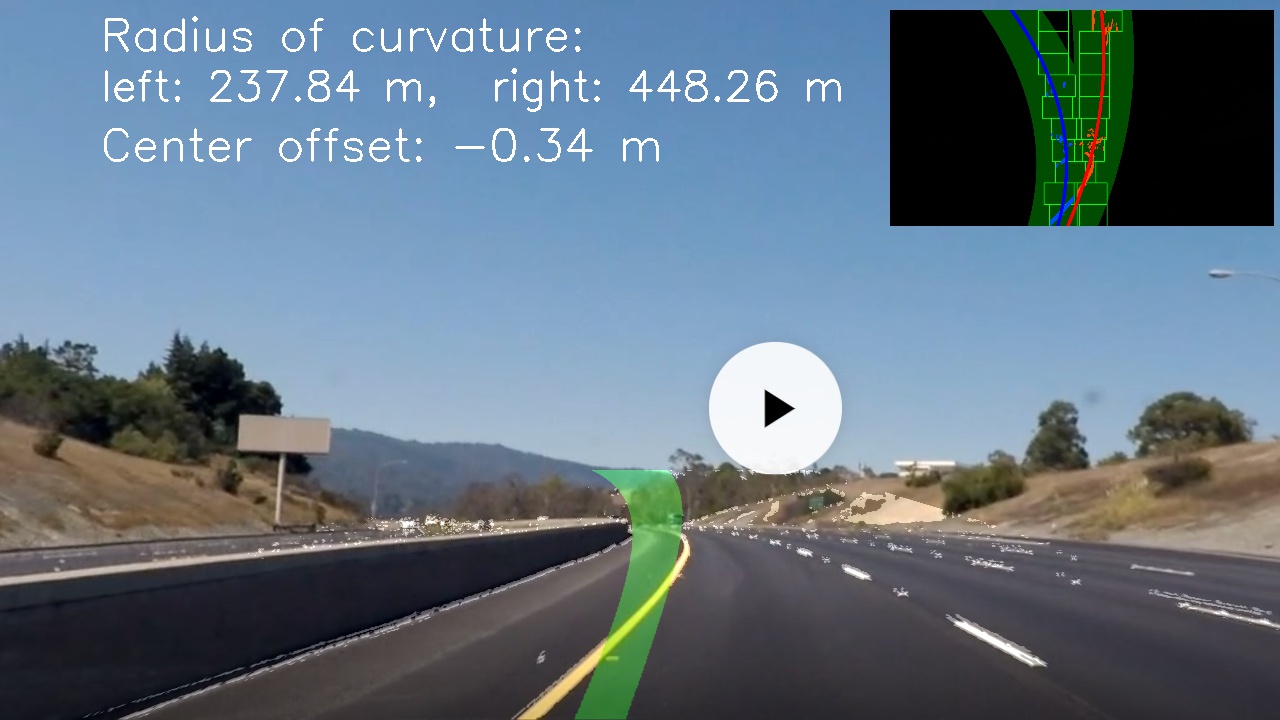 Radius of curvature:
left: 237.84 m, right: 448.26 m
Center offset: −0.34 m